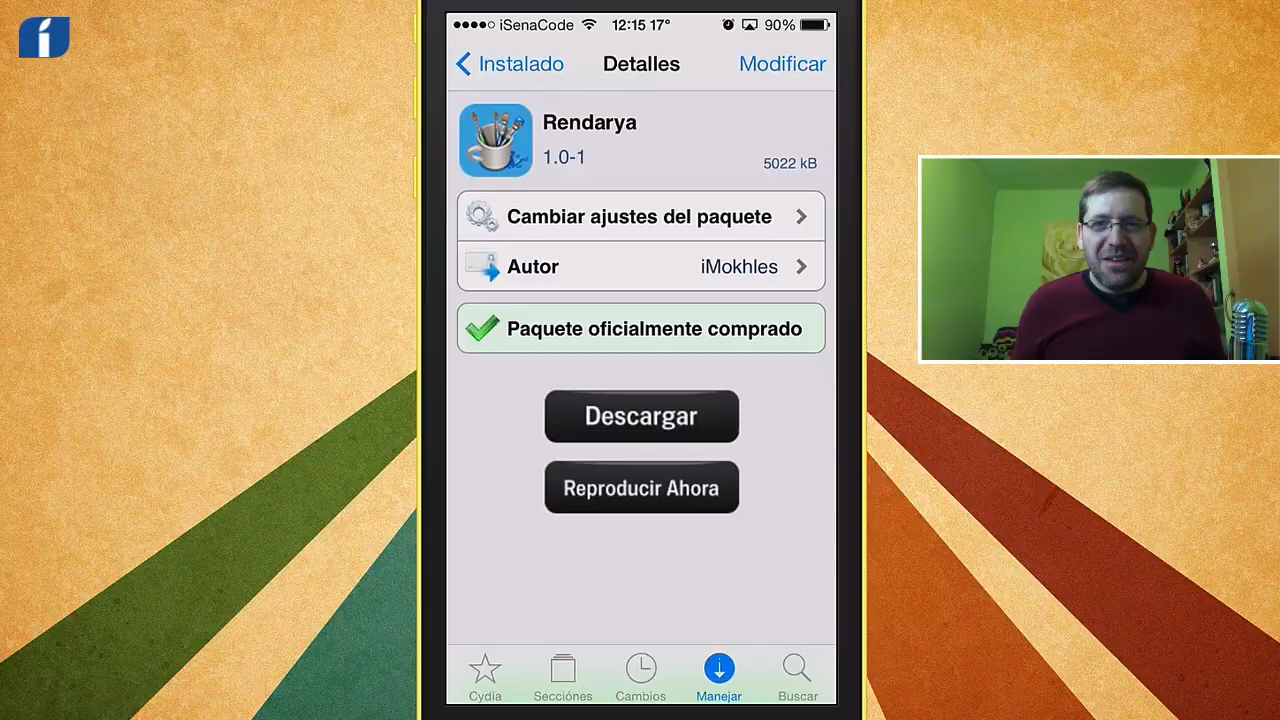 iSenaCode 12:15 17° 90%
Instalado Detalles Modificar
Rendarya
1.0-1 5022 kB
Cambiar ajustes del paquete
Autor iMokhles
Paquete oficialmente comprado
Descargar
Reproducir Ahora
Cydia Secciónes Cambios Manejar Buscar